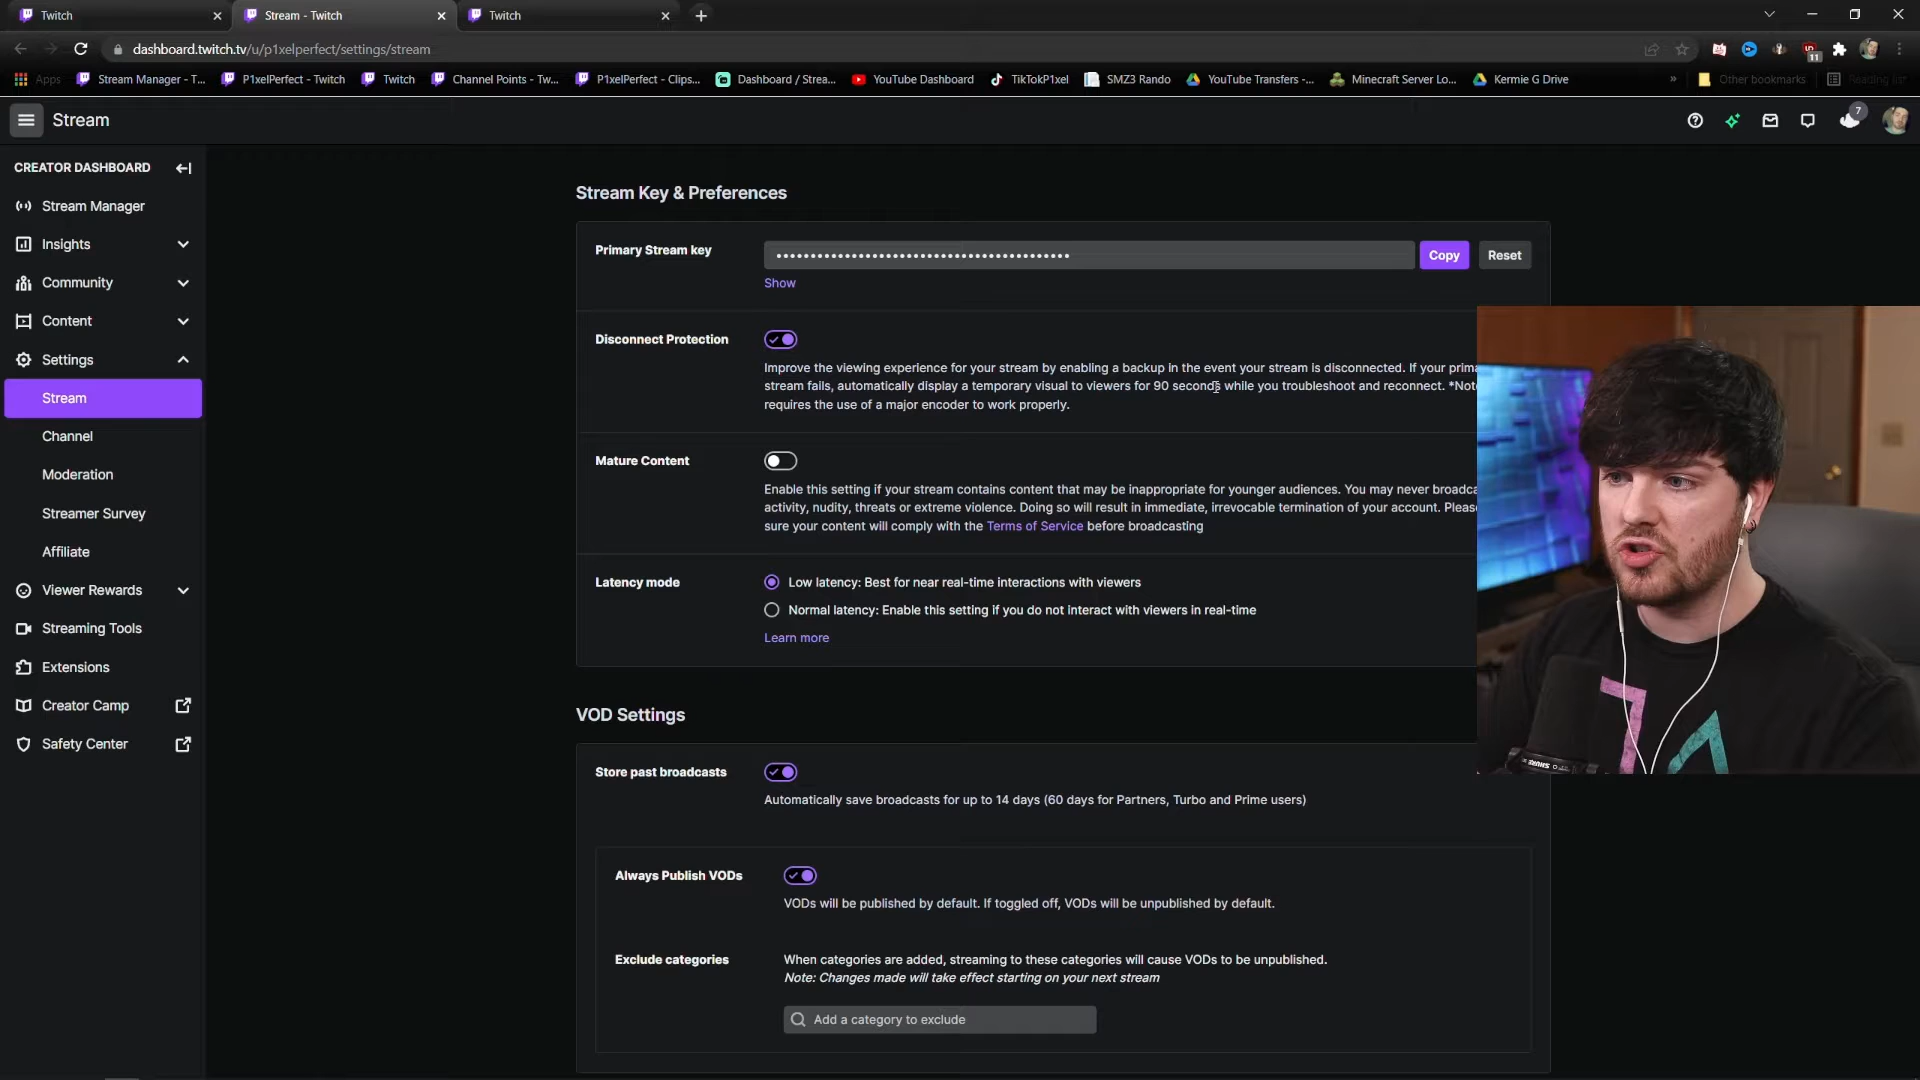 Twitch
Stream - Twitch
Twitch
dashboard.twitch.tv/u/p1xelperfect/settings/stream
11
Apps
Stream Manager - T...
P1xelPerfect - Twitch
Twitch
Channel Points - Tw...
P1xelPerfect - Clips...
Dashboard / Strea...
YouTube Dashboard
TikTokP1xel
SMZ3 Rando
YouTube Transfers -...
Minecraft Server Lo...
Kermie G Drive
»
Other bookmarks
Reading list
Stream
7
CREATOR DASHBOARD
Stream Manager
Insights
Community
Content
Settings
Stream
Channel
Moderation
Streamer Survey
Affiliate
Viewer Rewards
Streaming Tools
Extensions
Creator Camp
Safety Center
Stream Key & Preferences
Primary Stream key
Copy
Reset
Show
Disconnect Protection
Improve the viewing experience for your stream by enabling a backup in the event your stream is disconnected. If your prima
stream fails, automatically display a temporary visual to viewers for 90 seconds while you troubleshoot and reconnect. *Not
requires the use of a major encoder to work properly.
Mature Content
Enable this setting if your stream contains content that may be inappropriate for younger audiences. You may never broadca
activity, nudity, threats or extreme violence. Doing so will result in immediate, irrevocable termination of your account. Please
sure your content will comply with the Terms of Service before broadcasting
Latency mode
Low latency: Best for near real-time interactions with viewers
Normal latency: Enable this setting if you do not interact with viewers in real-time
Learn more
VOD Settings
Store past broadcasts
Automatically save broadcasts for up to 14 days (60 days for Partners, Turbo and Prime users)
Always Publish VODs
VODs will be published by default. If toggled off, VODs will be unpublished by default.
Exclude categories
When categories are added, streaming to these categories will cause VODs to be unpublished.
Note: Changes made will take effect starting on your next stream
Add a category to exclude
SHURE